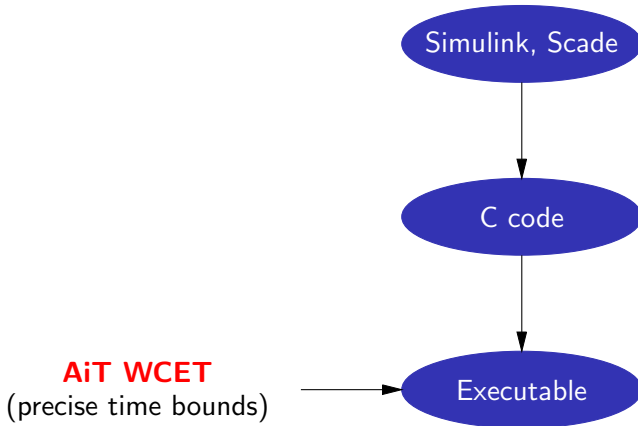 Simulink, Scade
C code
AiT WCET
(precise time bounds)
Executable